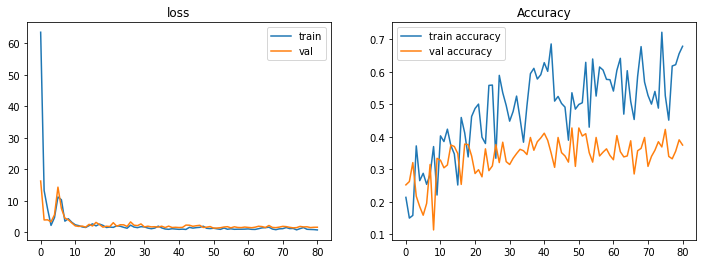 loss
60
50
40
30
20
10
0
train
val
0 10 20 30 40 50 60 70 80
Accuracy
0.7
0.6
0.5
0.4
0.3
0.2
0.1
train accuracy
val accuracy
0 10 20 30 40 50 60 70 80